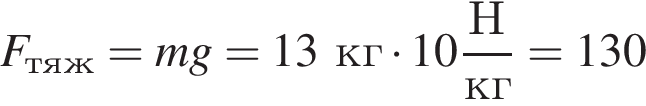 F_тяж = mg = 13 кг · 10 Н/кг = 130